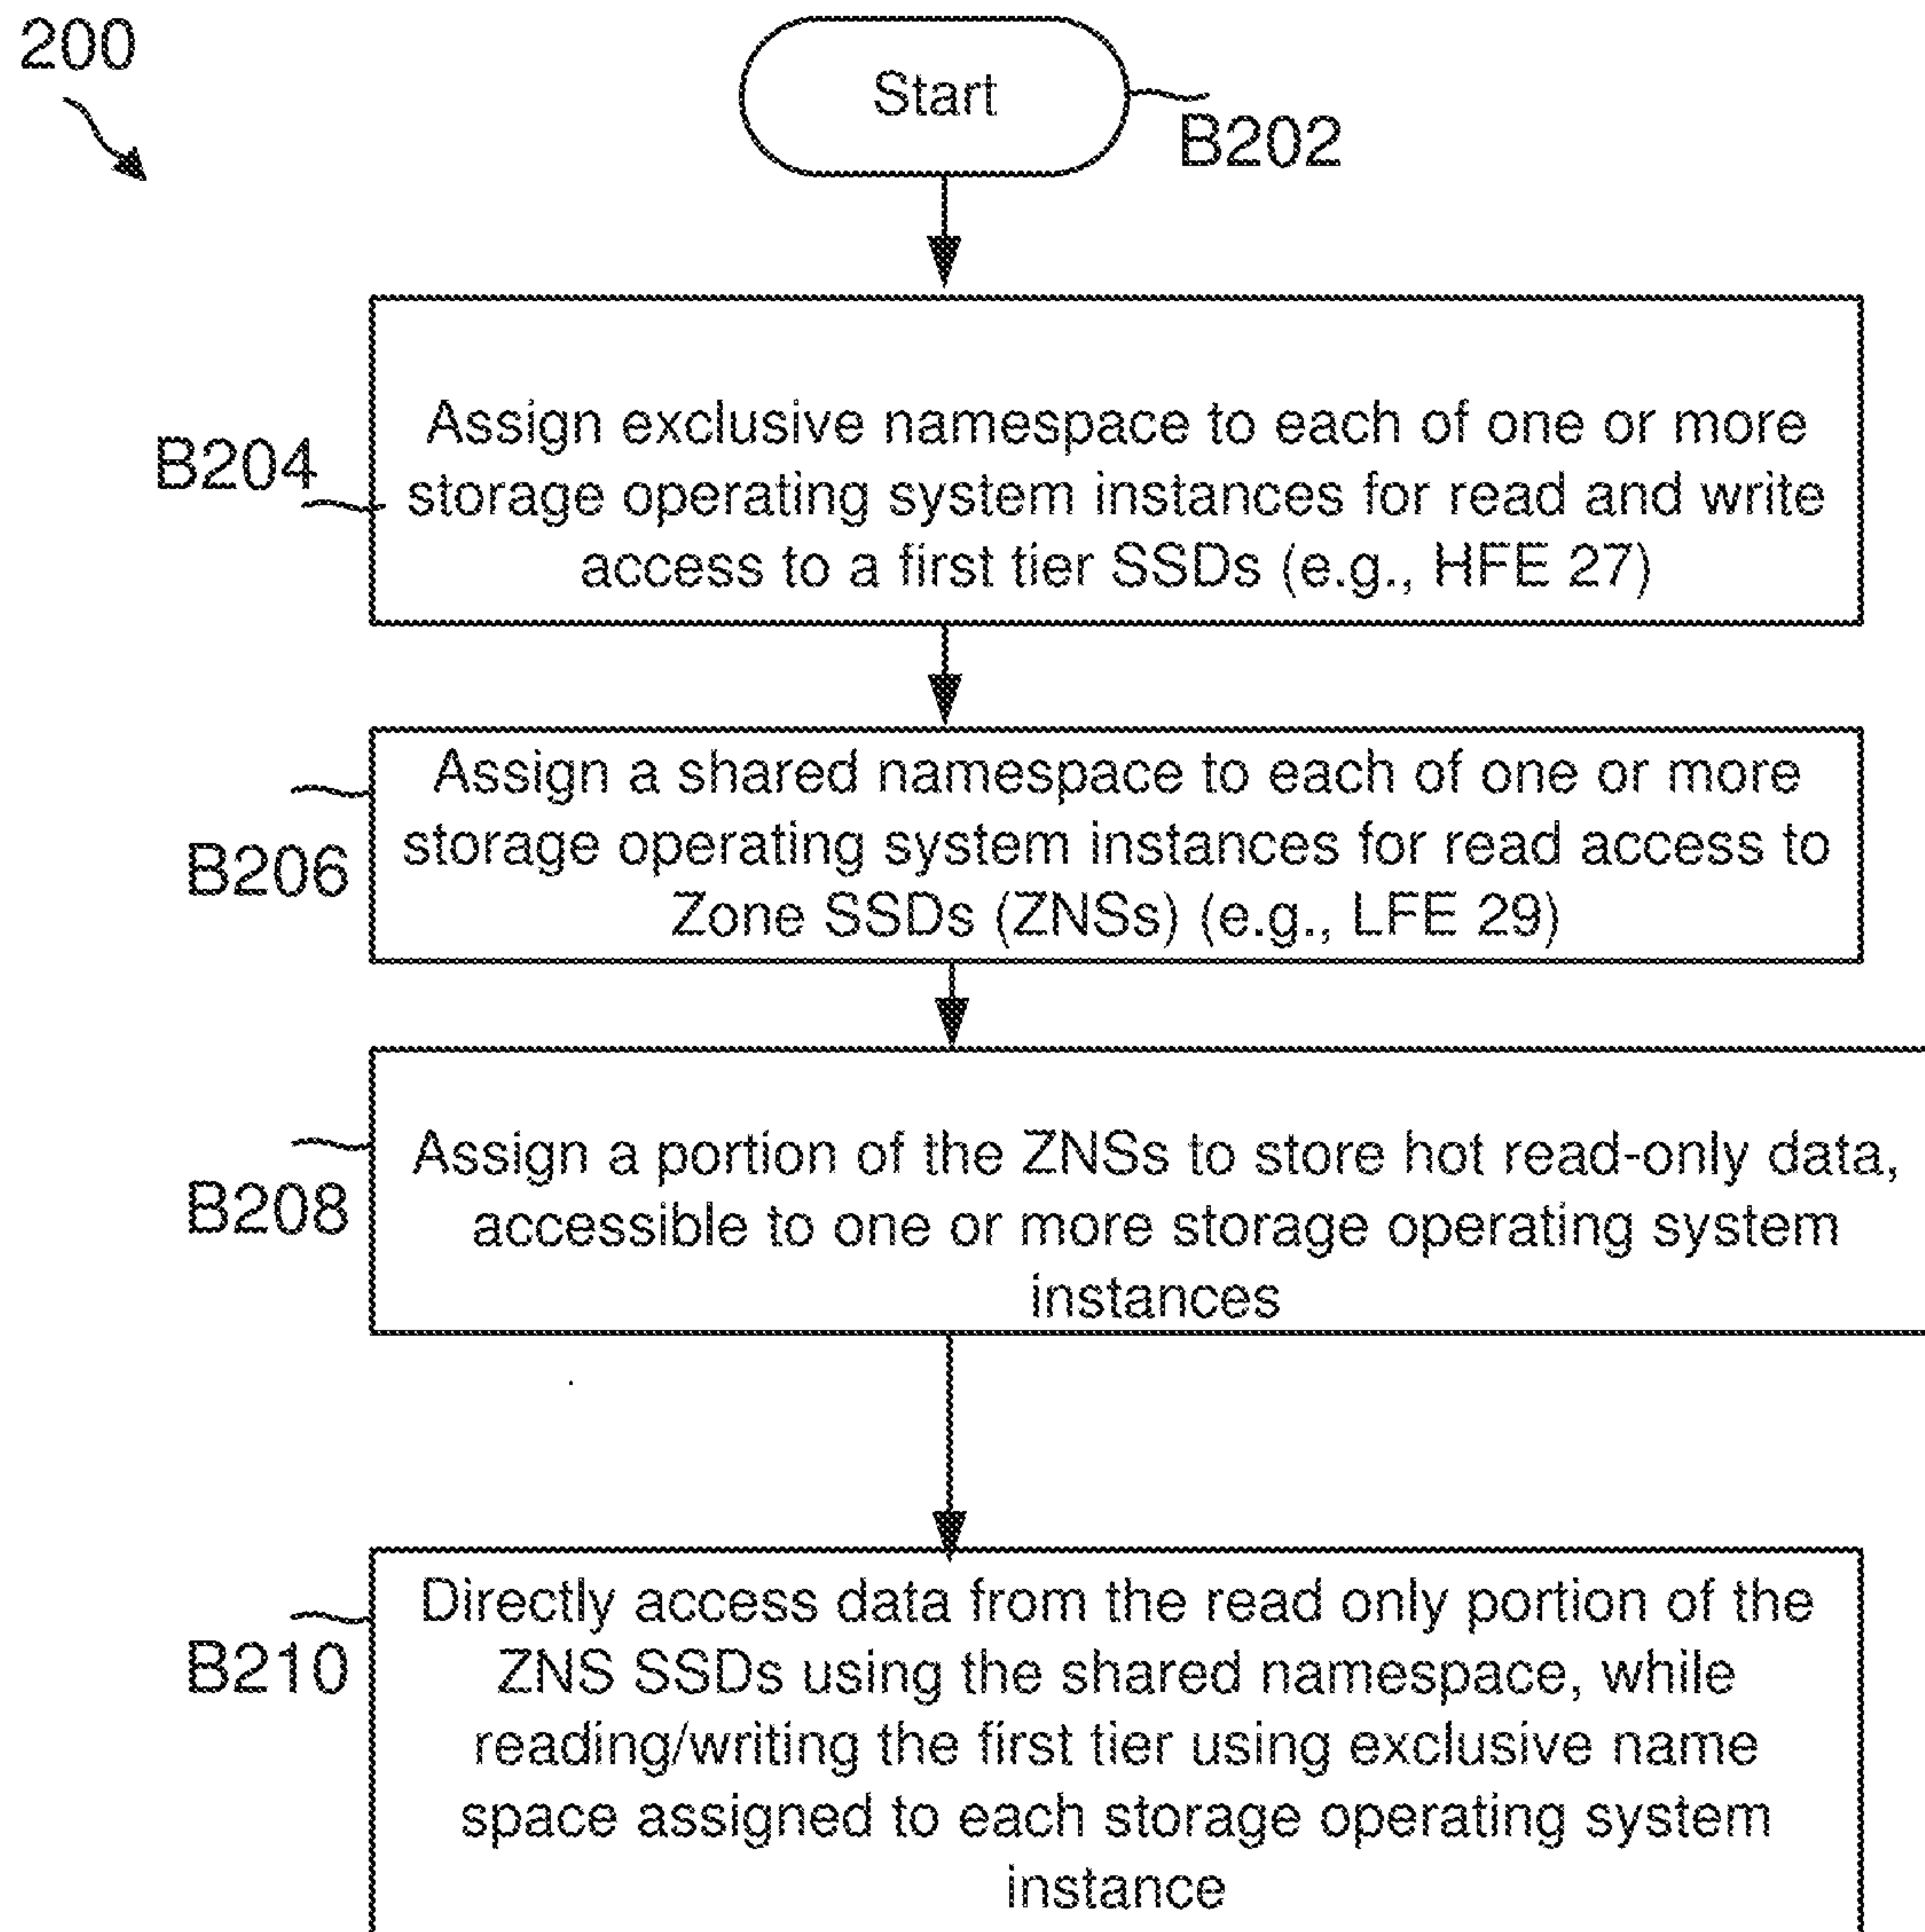 200
Start
B202
B204
Assign exclusive namespace to each of one or more
storage operating system instances for read and write
access to a first tier SSDs (e.g., HFE 27)
B206
Assign a shared namespace to each of one or more
storage operating system instances for read access to
Zone SSDs (ZNSs) (e.g., LFE 29)
B208
Assign a portion of the ZNSs to store hot read-only data,
accessible to one or more storage operating system
instances
B210
Directly access data from the read only portion of the
ZNS SSDs using the shared namespace, while
reading/writing the first tier using exclusive name
space assigned to each storage operating system
instance